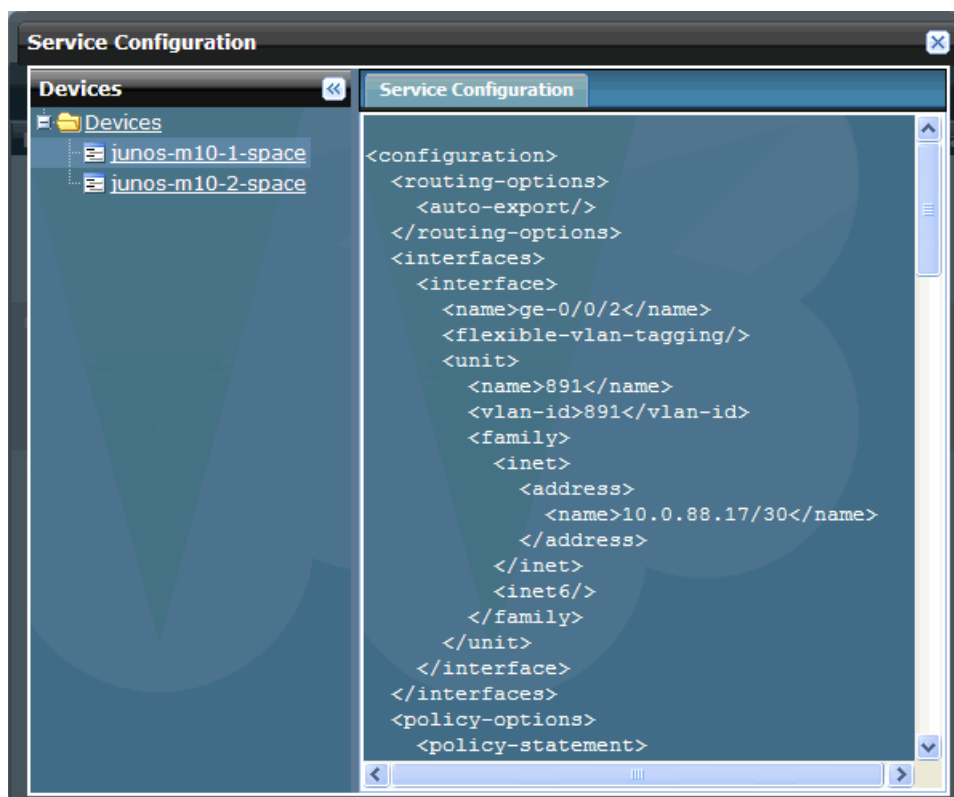 Service Configuration
Devices
Devices
junos-m10-1-space
junos-m10-2-space
Service Configuration
<configuration>
  <routing-options>
    <auto-export/>
  </routing-options>
  <interfaces>
    <interface>
      <name>ge-0/0/2</name>
      <flexible-vlan-tagging/>
      <unit>
        <name>891</name>
        <vlan-id>891</vlan-id>
        <family>
          <inet>
            <address>
              <name>10.0.88.17/30</name>
            </address>
          </inet>
          <inet6/>
        </family>
      </unit>
    </interface>
  </interfaces>
  <policy-options>
    <policy-statement>